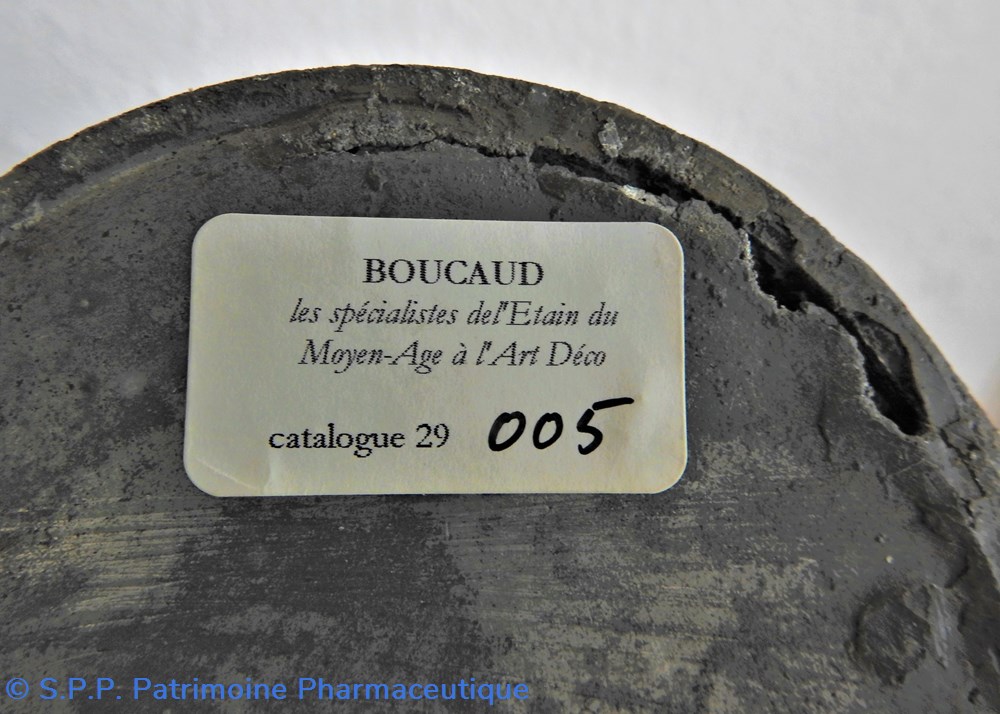 BOUCAUD
les spécialistes del'Etain du
Moyen-Age à l'Art Déco
catalogue 29 005
© S.P.P. Patrimoine Pharmaceutique